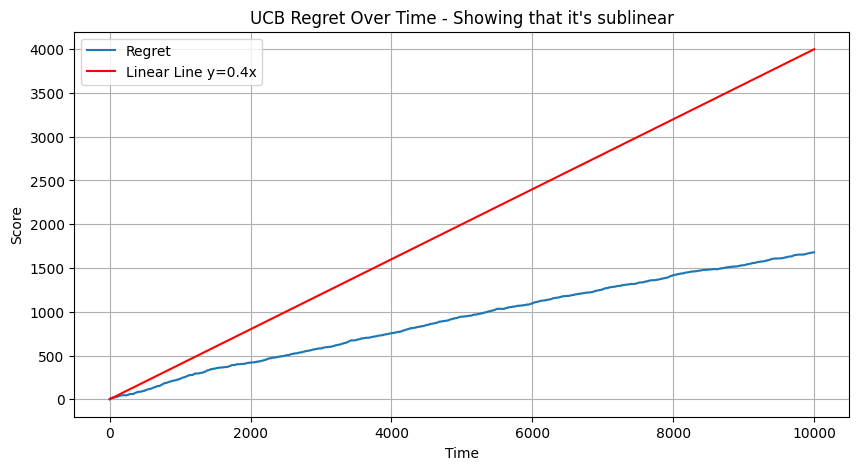 UCB Regret Over Time - Showing that it's sublinear
Regret
Linear Line y=0.4x
4000
3500
3000
2500
2000
1500
1000
500
0
Score
0 2000 4000 6000 8000 10000
Time